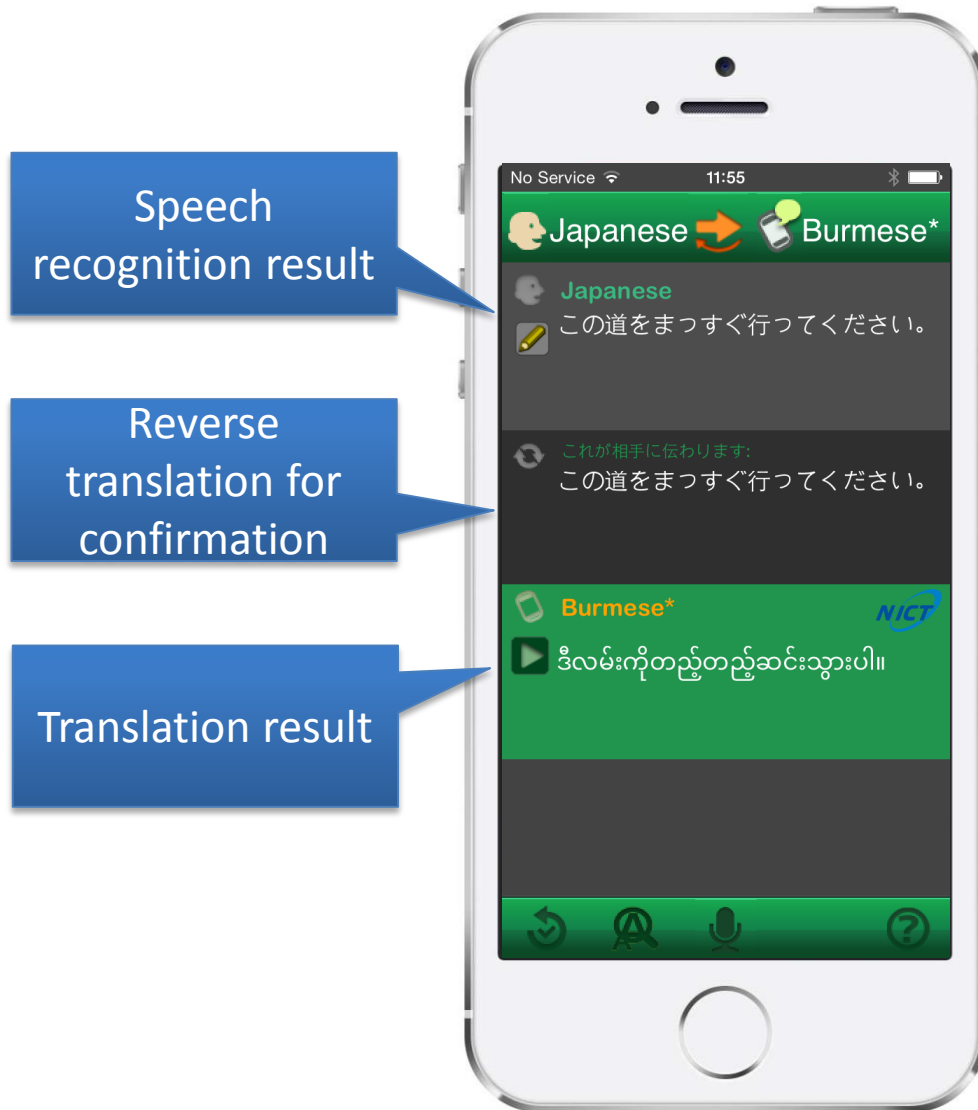 Speech
recognition result
Reverse
translation for
confirmation
Translation result
No Service 11:55
Japanese Burmese*
Japanese
この道をまっすぐ行ってください。
これが相手に伝わります:
この道をまっすぐ行ってください。
Burmese* NICT
ဒီလမ်းကိုတည့်တည့်ဆင်းသွားပါ။